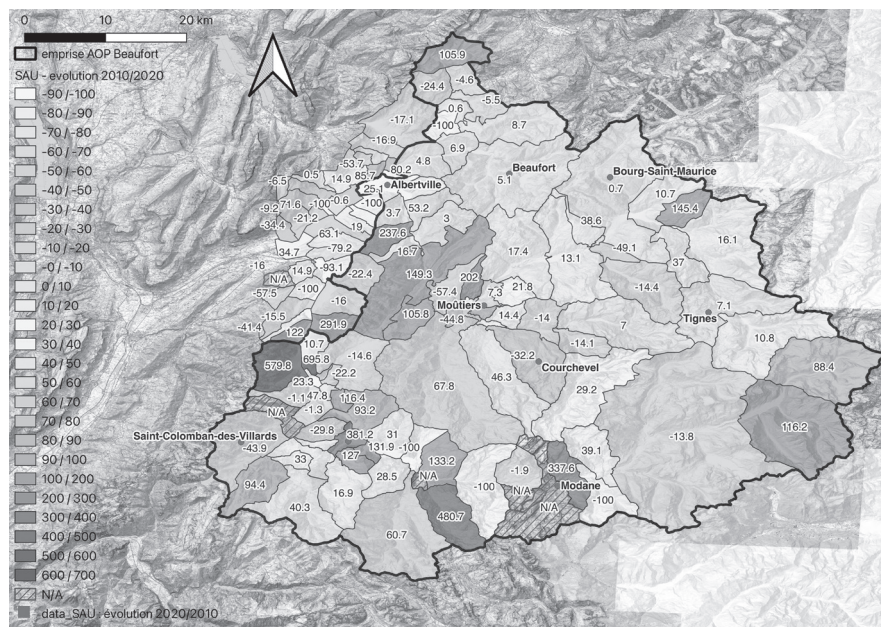 0 10 20 km
emprise AOP Beaufort
SAU - evolution 2010/2020
-90 / -100
-80 / -90
-70 / -80
-60 / -70
-50 / -60
-40 / -50
-30 / -40
-20 / -30
-10 / -20
-0 / -10
0 / 10
10 / 20
20 / 30
30 / 40
40 / 50
50 / 60
60 / 70
70 / 80
80 / 90
90 / 100
100 / 200
200 / 300
300 / 400
400 / 500
500 / 600
600 / 700
N/A
data_SAU : évolution 2020/2010
105.9
-24.4 -4.6
-5.5
0.6
-17.1 -100 8.7
-16.9
6.9
-53.7 80.2 4.8
0.5 14.9 85.7
-6.5
Beaufort
5.1
Bourg-Saint-Maurice
0.7
25.1 Albertville
10.7
145.4
-9.2 71.6 -100 0.6 -100
-34.4 -21.2
3.7 53.2
3
19
63.1 237.6
38.6
16.1
34.7 -79.2
16.7
17.4
-49.1
-16 14.9 -93.1 -22.4
149.3
202
13.1
37
N/A
-57.5 -100
-57.4 7.3 21.8
-14.4
-16
Moûtiers
7.1
Tignes
-15.5
-41.4 122 291.9
105.8 -44.8
14.4 -14
7
10.7
695.8 -14.6
-14.1
10.8
579.8
-32.2
Courchevel
88.4
-22.2
23.3
67.8
46.3
29.2
-1.1 47.8 116.4
-1.3 93.2
N/A
116.2
-29.8 381.2 31
Saint-Colomban-des-Villards
-43.9
131.9 -100
-13.8
33 127
39.1
94.4
28.5
133.2
N/A
-1.9
337.6
Modane
16.9
-100
N/A
-100
40.3
N/A
480.7
60.7